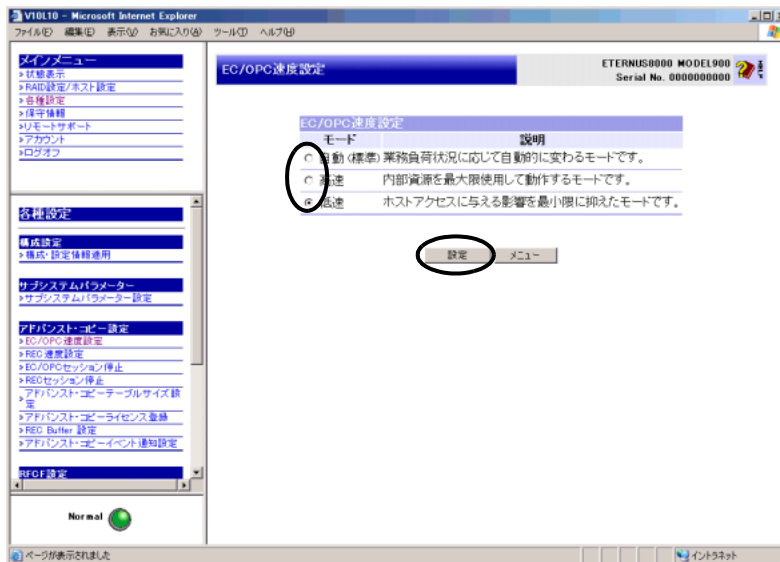 V10L10 - Microsoft Internet Explorer
ファイル(F) 編集(E) 表示(V) お気に入り(A) ツール(T) ヘルプ(H)
メインメニュー
状態表示
RAID設定/ホスト設定
各種設定
保守情報
リモートサポート
アカウント
ログオフ
EC/OPC速度設定
ETERNUS8000 MODEL900
Serial No. 0000000000
EC/OPC速度設定
モード 説明
自動(標準) 業務負荷状況に応じて自動的に変わるモードです。
高速 内部資源を最大限使用して動作するモードです。
低速 ホストアクセスに与える影響を最小限に抑えたモードです。
設定 メニュー
各種設定
構成設定
構成・設定情報適用
サブシステムパラメーター
サブシステムパラメーター設定
アドバンスト・コピー設定
EC/OPC速度設定
REC速度設定
EC/OPCセッション停止
RECセッション停止
アドバンスト・コピーテーブルサイズ設
定
アドバンスト・コピーライセンス登録
REC Buffer 設定
アドバンスト・コピーイベント通知設定
RFCF設定
Normal
ページが表示されました
イントラネット